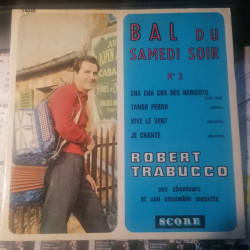 BAL DU
SAMEDI SOIR
N° 3
CHA CHA CHA DES HARICOTS
TANGO PERDU
VIVE LE VENT
JE CHANTE
ROBERT
TRABUCCO
ses chanteurs
et son ensemble musette
SCORE